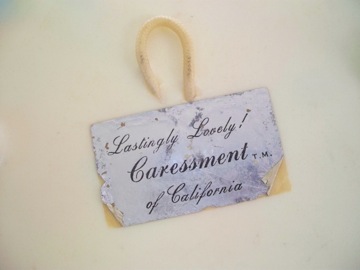 Lastingly Lovely!
Caressment T.M.
of California